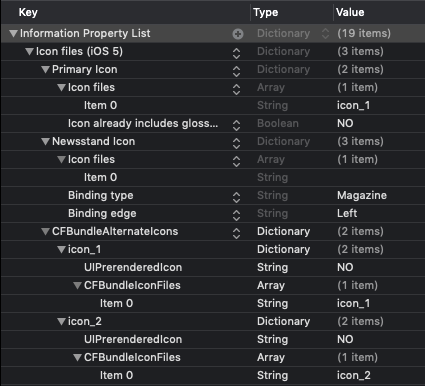 Key Type Value
Information Property List Dictionary (19 items)
Icon files (iOS 5) Dictionary (3 items)
Primary Icon Dictionary (2 items)
Icon files Array (1 item)
Item 0 String icon_1
Icon already includes gloss... Boolean NO
Newsstand Icon Dictionary (3 items)
Icon files Array (1 item)
Item 0 String
Binding type String Magazine
Binding edge String Left
CFBundleAlternateIcons Dictionary (2 items)
icon_1 Dictionary (2 items)
UIPrerenderedIcon String NO
CFBundleIconFiles Array (1 item)
Item 0 String icon_1
icon_2 Dictionary (2 items)
UIPrerenderedIcon String NO
CFBundleIconFiles Array (1 item)
Item 0 String icon_2